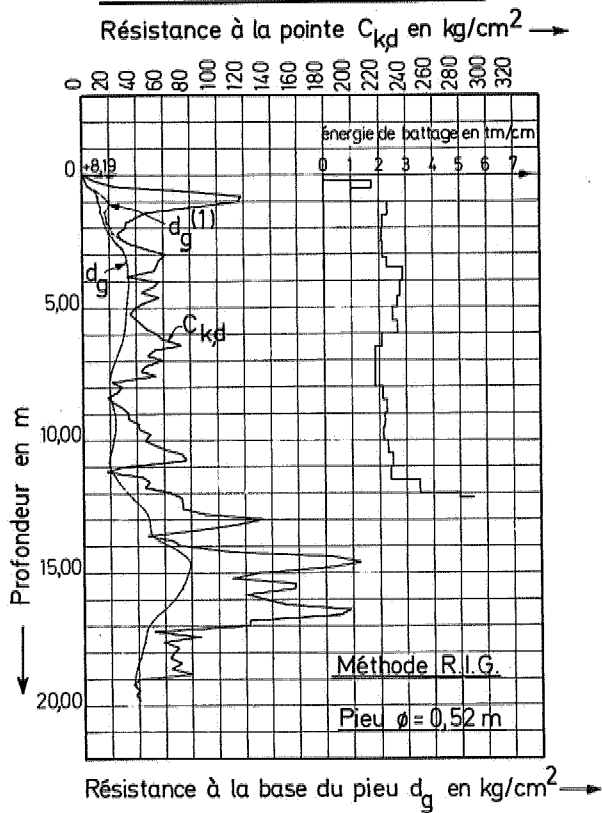 Résistance à la pointe Ck,d en kg/cm² →
0 20 40 60 80 100 120 140 160 180 200 220 240 260 280 300 320
énergie de battage en tm/cm
0 1 2 3 4 5 6 7
0
+8,19
dg(1)
dg
5,00
Ck,d
10,00
15,00
20,00
← Profondeur en m
Méthode R.I.G.
Pieu ø = 0,52 m
Résistance à la base du pieu dg en kg/cm² →